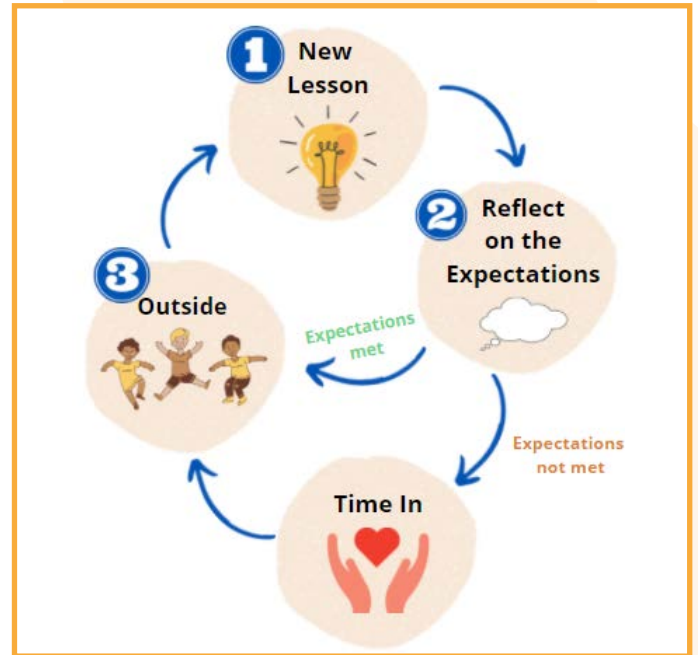 1
New
Lesson
2
Reflect
on the
Expectations
3
Outside
Expectations
met
Expectations
not met
Time In